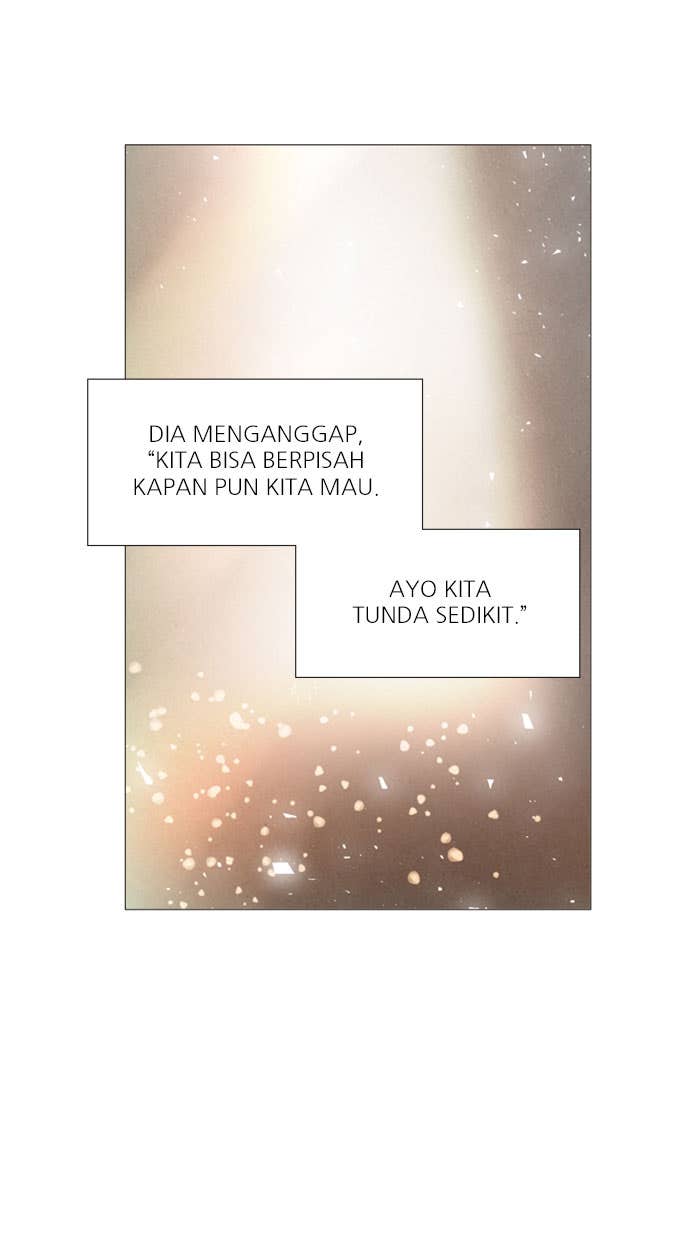 DIA MENGANGGAP,
“KITA BISA BERPISAH
KAPAN PUN KITA MAU.
AYO KITA
TUNDA SEDIKIT.”